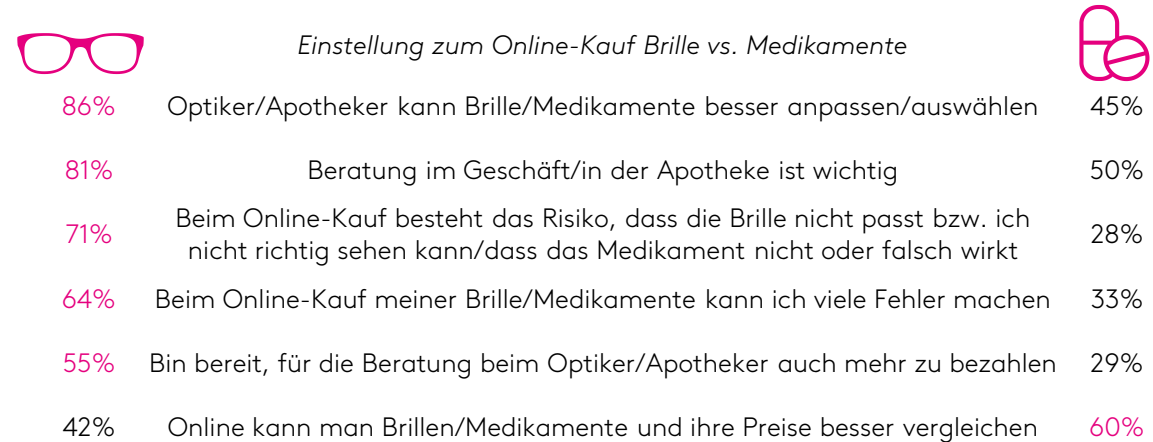 Einstellung zum Online-Kauf Brille vs. Medikamente
86% Optiker/Apotheker kann Brille/Medikamente besser anpassen/auswählen 45%
81% Beratung im Geschäft/in der Apotheke ist wichtig 50%
71% Beim Online-Kauf besteht das Risiko, dass die Brille nicht passt bzw. ich
nicht richtig sehen kann/dass das Medikament nicht oder falsch wirkt 28%
64% Beim Online-Kauf meiner Brille/Medikamente kann ich viele Fehler machen 33%
55% Bin bereit, für die Beratung beim Optiker/Apotheker auch mehr zu bezahlen 29%
42% Online kann man Brillen/Medikamente und ihre Preise besser vergleichen 60%